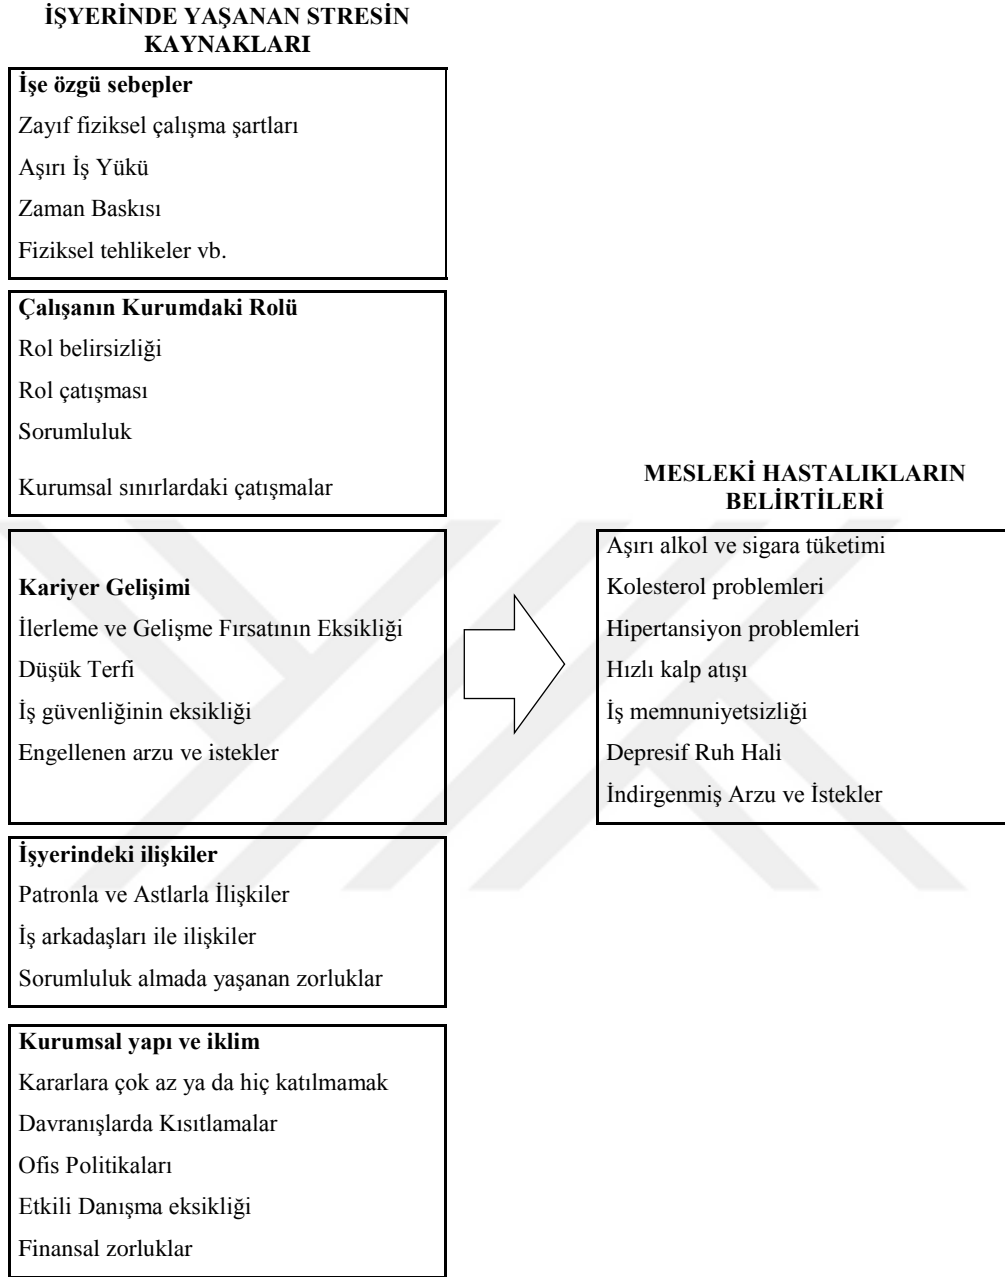 İŞYERİNDE YAŞANAN STRESİN
KAYNAKLARI
İşe özgü sebepler
Zayıf fiziksel çalışma şartları
Aşırı İş Yükü
Zaman Baskısı
Fiziksel tehlikeler vb.
Çalışanın Kurumdaki Rolü
Rol belirsizliği
Rol çatışması
Sorumluluk
Kurumsal sınırlardaki çatışmalar
Kariyer Gelişimi
İlerleme ve Gelişme Fırsatının Eksikliği
Düşük Terfi
İş güvenliğinin eksikliği
Engellenen arzu ve istekler
İşyerindeki ilişkiler
Patronla ve Astlarla İlişkiler
İş arkadaşları ile ilişkiler
Sorumluluk almada yaşanan zorluklar
Kurumsal yapı ve iklim
Kararlara çok az ya da hiç katılmamak
Davranışlarda Kısıtlamalar
Ofis Politikaları
Etkili Danışma eksikliği
Finansal zorluklar
MESLEKİ HASTALIKLARIN
BELİRTİLERİ
Aşırı alkol ve sigara tüketimi
Kolesterol problemleri
Hipertansiyon problemleri
Hızlı kalp atışı
İş memnuniyetsizliği
Depresif Ruh Hali
İndirgenmiş Arzu ve İstekler